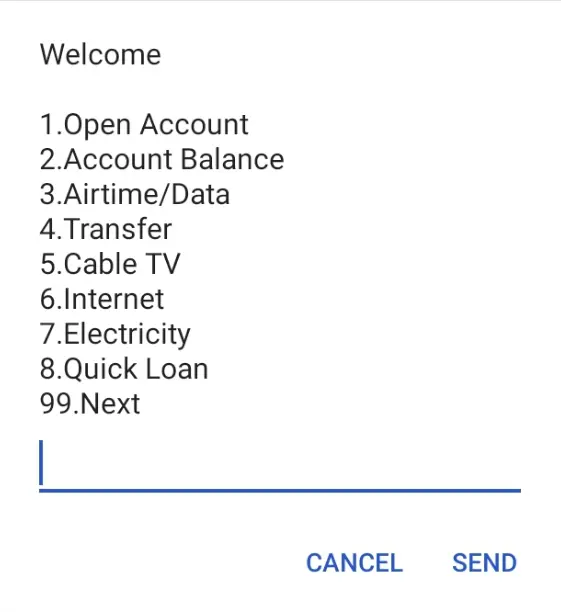 Welcome
1.Open Account
2.Account Balance
3.Airtime/Data
4.Transfer
5.Cable TV
6.Internet
7.Electricity
8.Quick Loan
99.Next
CANCEL SEND